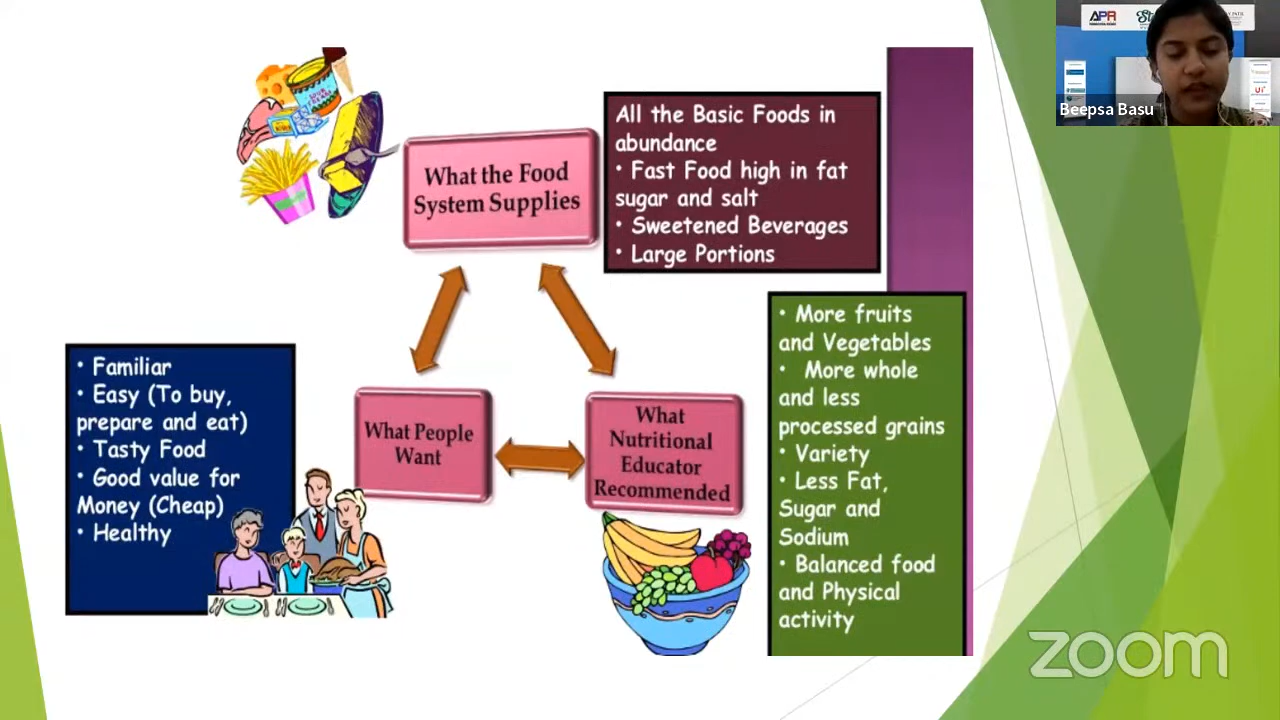 What the Food
System Supplies
All the Basic Foods in
abundance
• Fast Food high in fat
sugar and salt
• Sweetened Beverages
• Large Portions
• Familiar
• Easy (To buy,
prepare and eat)
• Tasty Food
• Good value for
Money (Cheap)
• Healthy
What People
Want
What
Nutritional
Educator
Recommended
• More fruits
and Vegetables
• More whole
and less
processed grains
• Variety
• Less Fat,
Sugar and
Sodium
• Balanced food
and Physical
activity
APR
Beepsa Basu
zoom